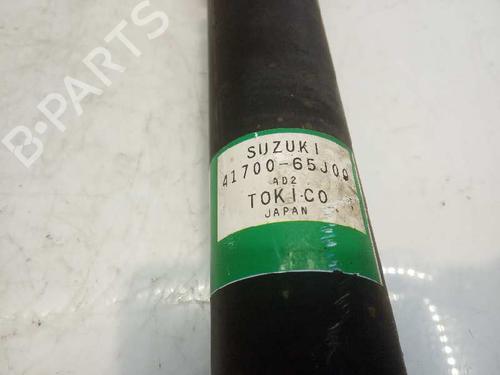 B-PARTS
SUZUKI
41700-65J00
AD2
TOKICO
JAPAN